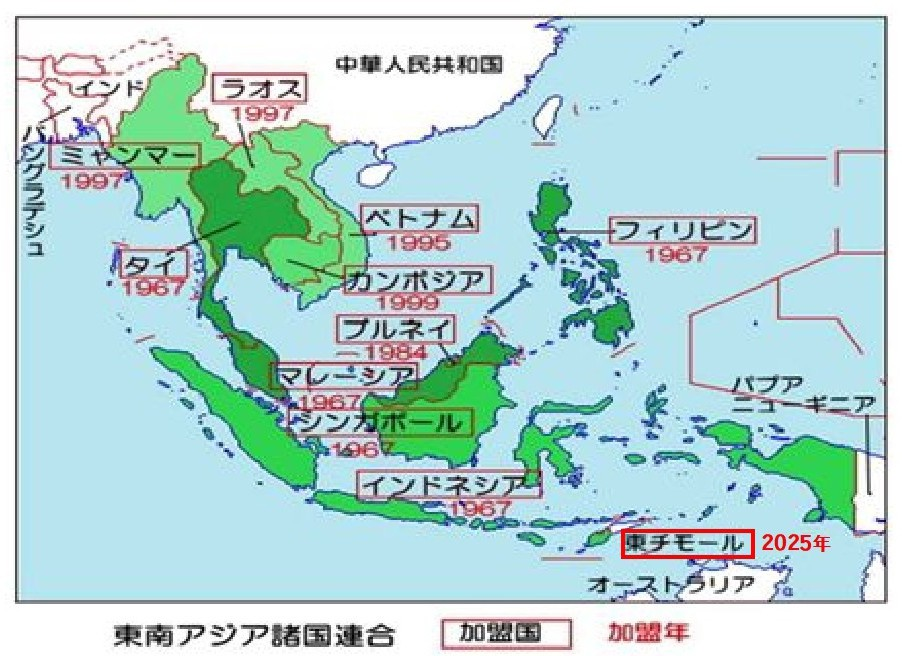 中華人民共和国
インド
ラオス
1997
バングラデシュ
ミャンマー
1997
ベトナム
1995
フィリピン
1967
タイ
1967
カンボジア
1999
ブルネイ
1984
マレーシア
1967
パプア
ニューギニア
シンガポール
1967
インドネシア
1967
東チモール 2025年
オーストラリア
東南アジア諸国連合 加盟国 加盟年